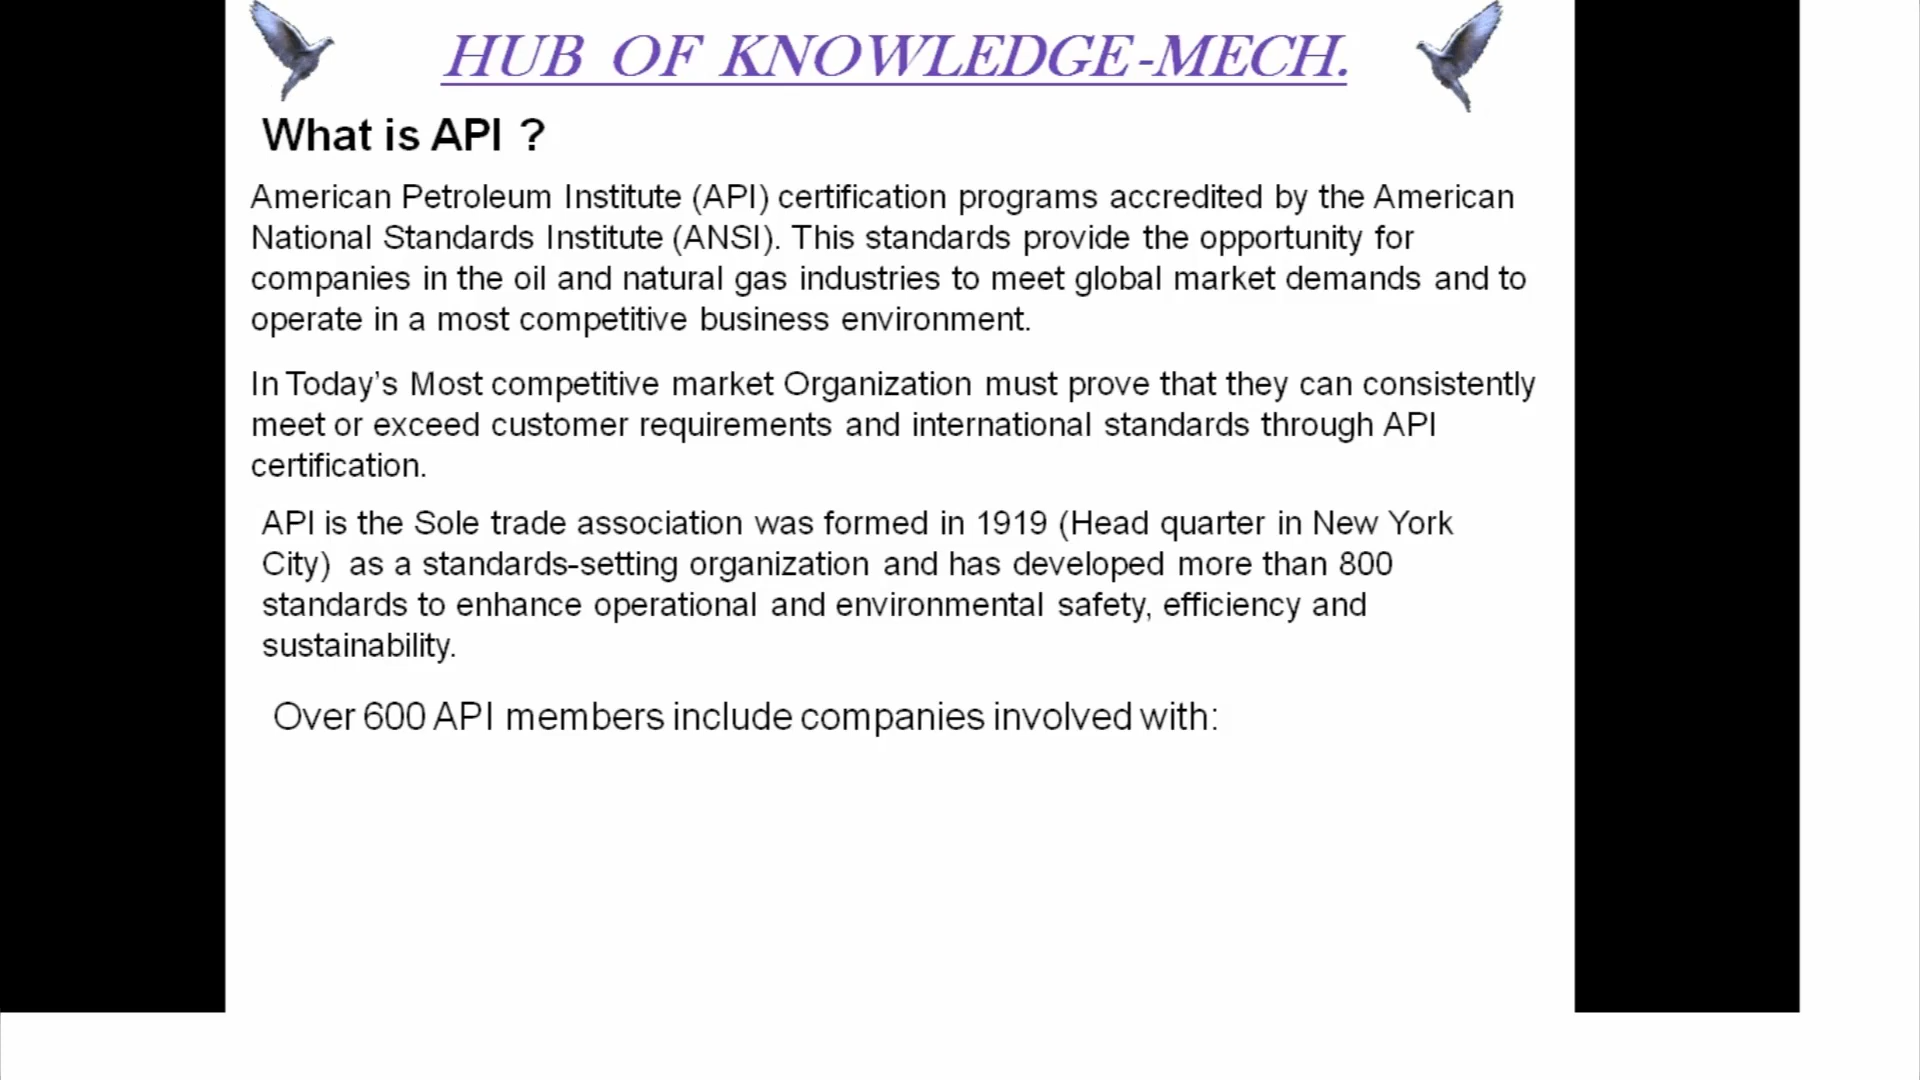 HUB OF KNOWLEDGE-MECH.
What is API ?
American Petroleum Institute (API) certification programs accredited by the American
National Standards Institute (ANSI). This standards provide the opportunity for
companies in the oil and natural gas industries to meet global market demands and to
operate in a most competitive business environment.
In Today’s Most competitive market Organization must prove that they can consistently
meet or exceed customer requirements and international standards through API
certification.
API is the Sole trade association was formed in 1919 (Head quarter in New York
City) as a standards-setting organization and has developed more than 800
standards to enhance operational and environmental safety, efficiency and
sustainability.
Over 600 API members include companies involved with: